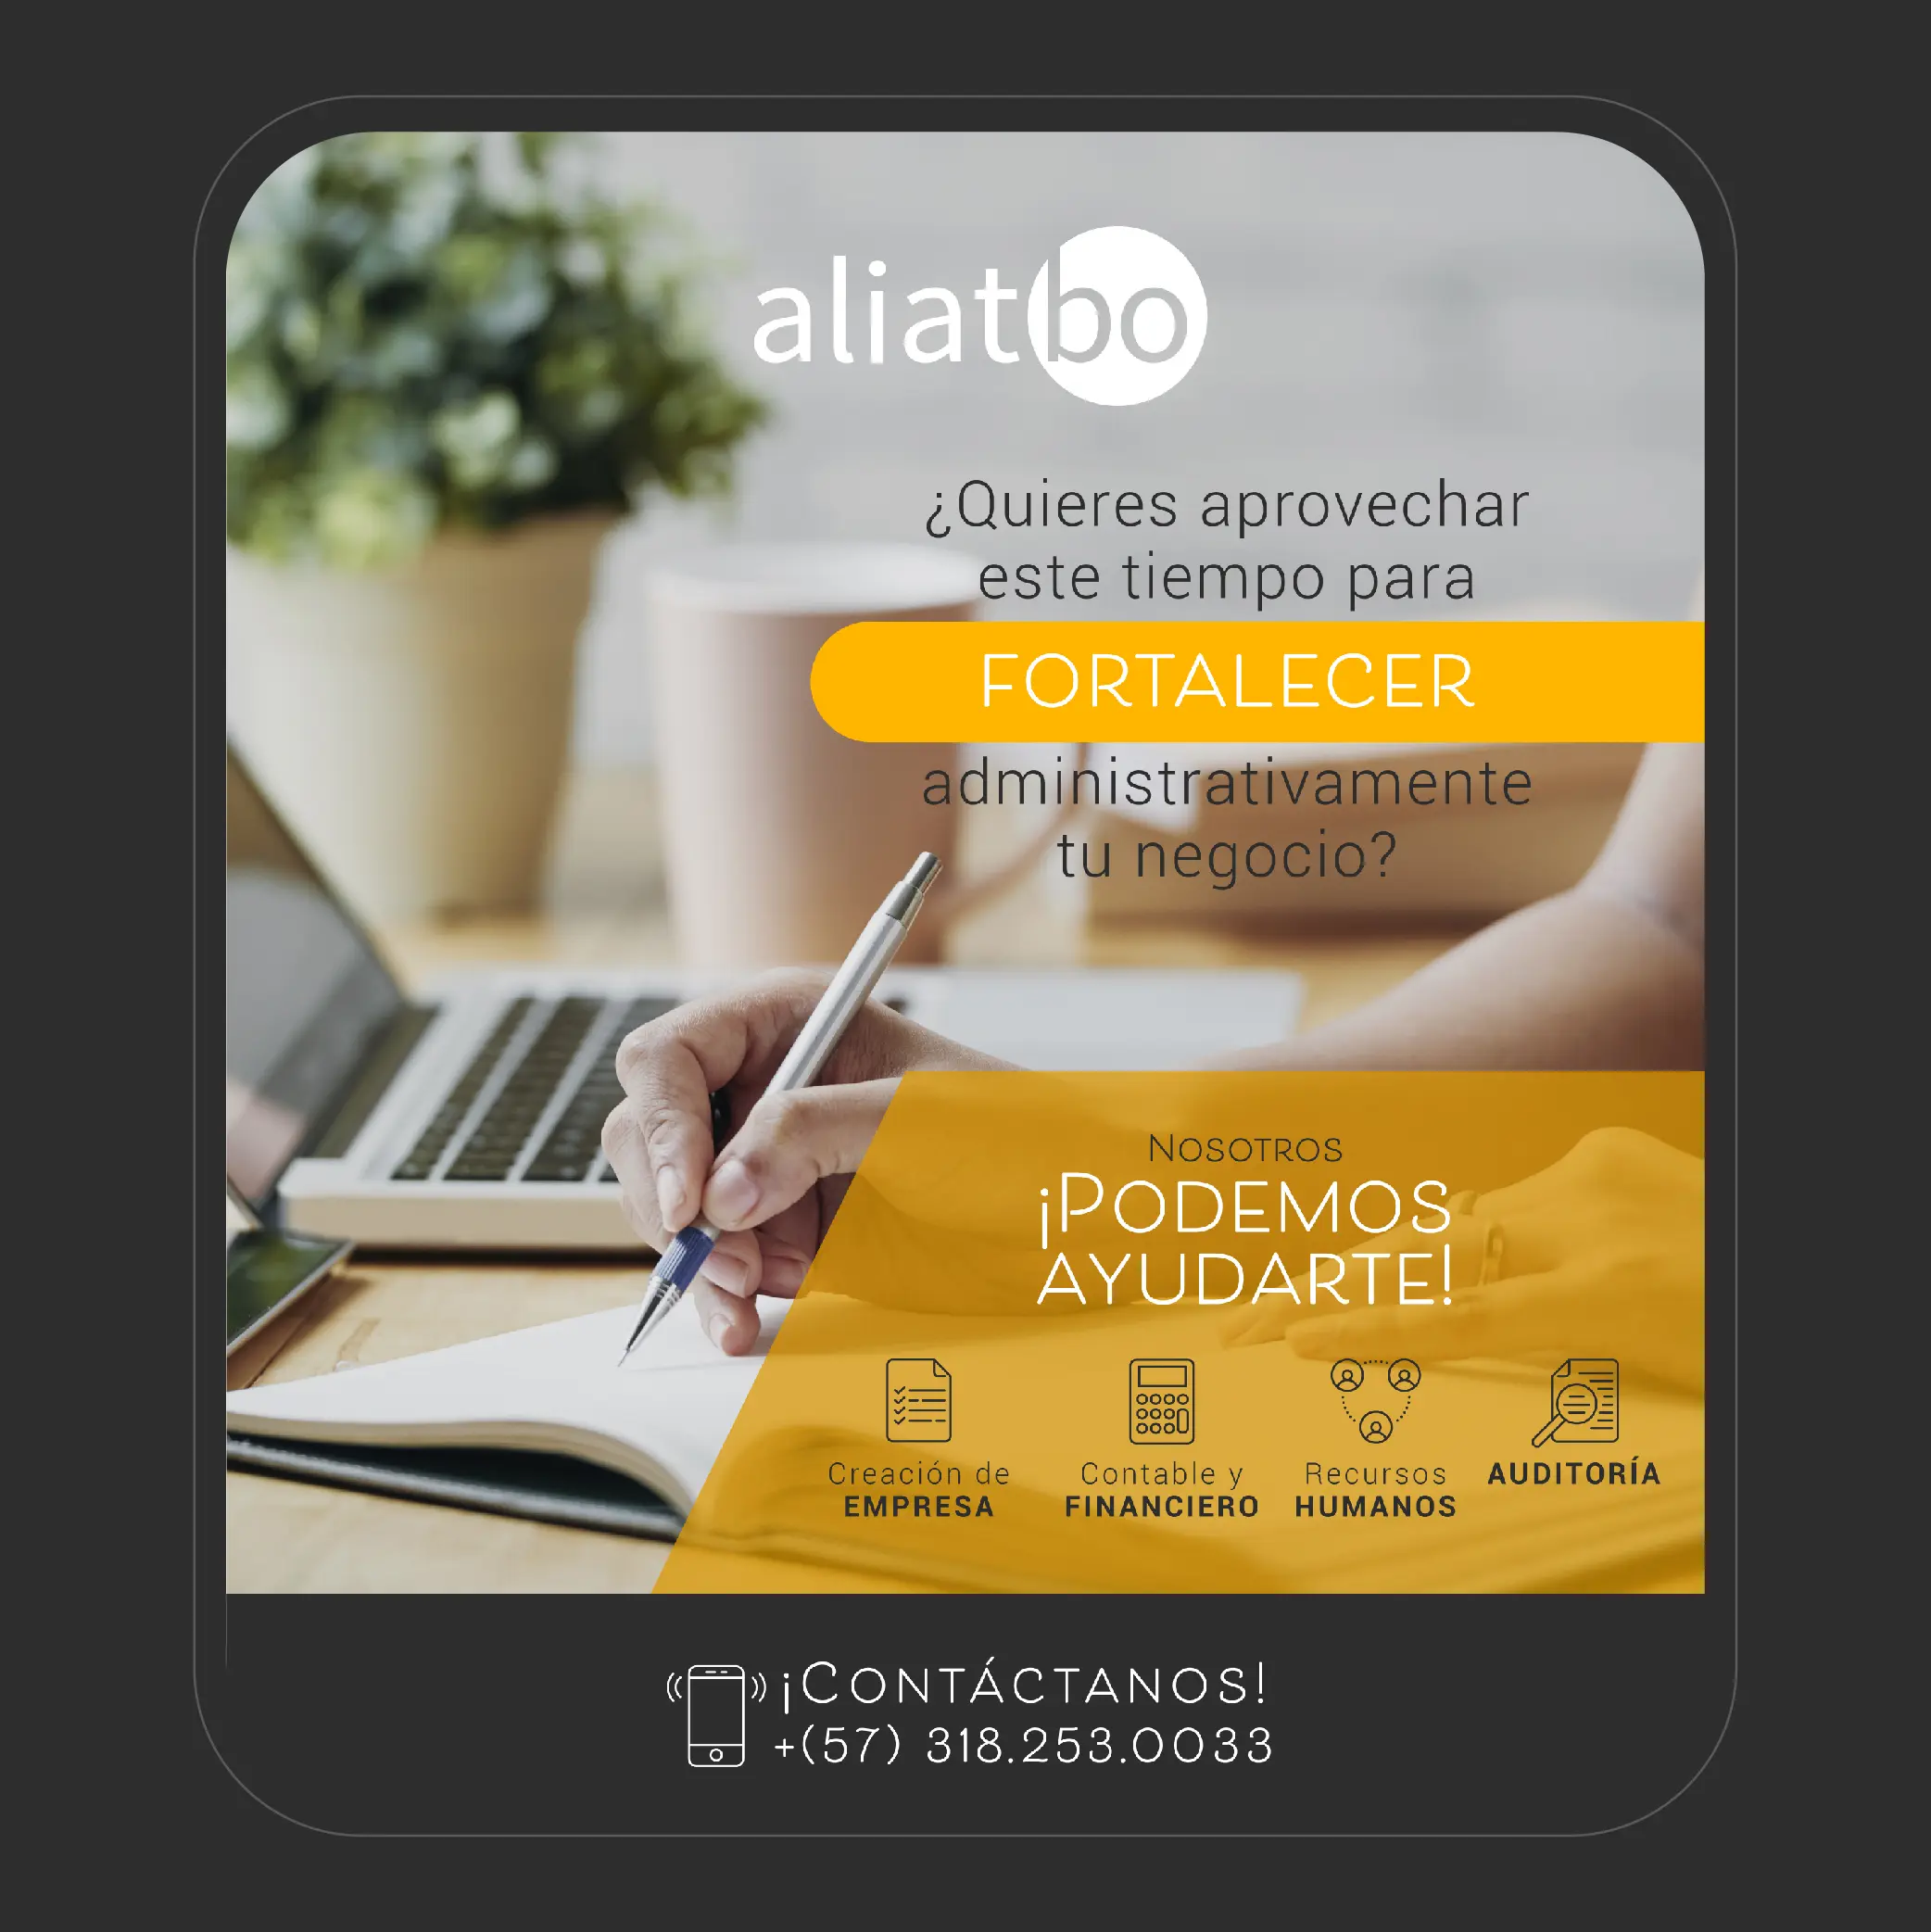 aliatbo
¿Quieres aprovechar
este tiempo para
FORTALECER
administrativamente
tu negocio?
NOSOTROS
¡PODEMOS
AYUDARTE!
Creación de
EMPRESA
Contable y
FINANCIERO
Recursos
HUMANOS
AUDITORÍA
¡CONTÁCTANOS!
+(57) 318.253.0033